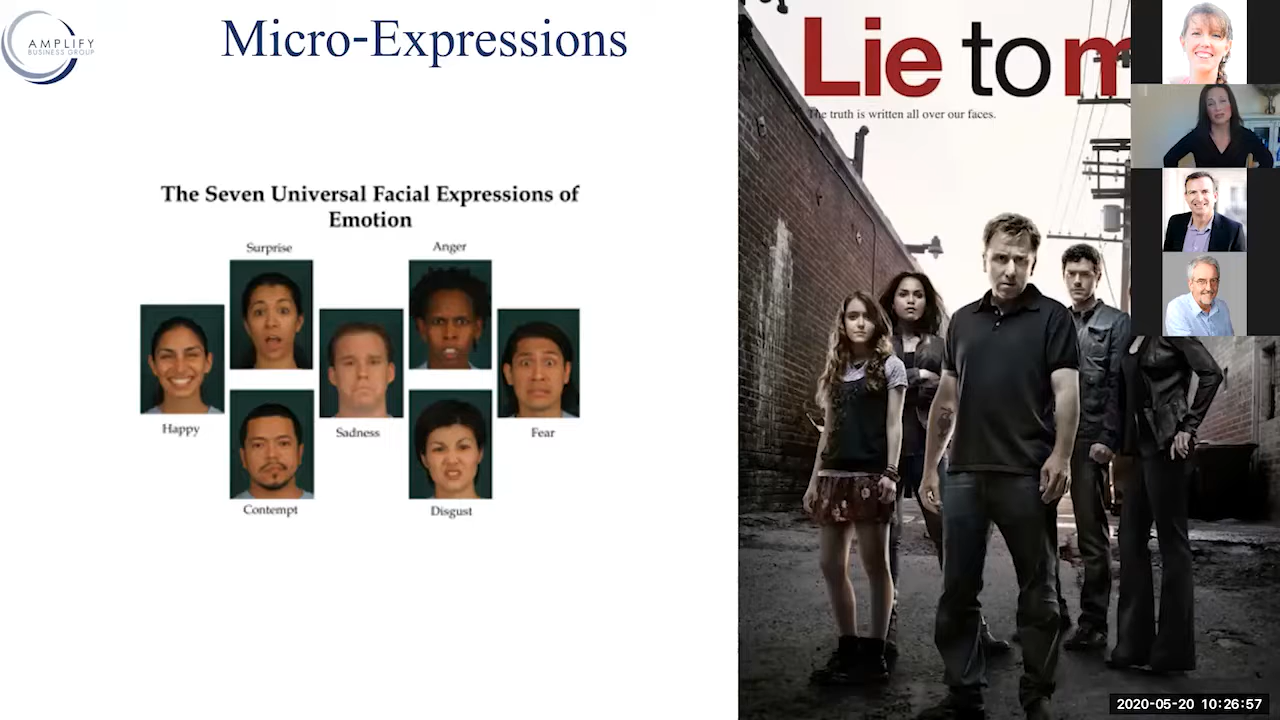 AMPLIFY
BUSINESS GROUP
Micro-Expressions
The Seven Universal Facial Expressions of
Emotion
Surprise
Anger
Happy
Sadness
Fear
Contempt
Disgust
Lie to m
The truth is written all over our faces.
2020-05-20 10:26:57